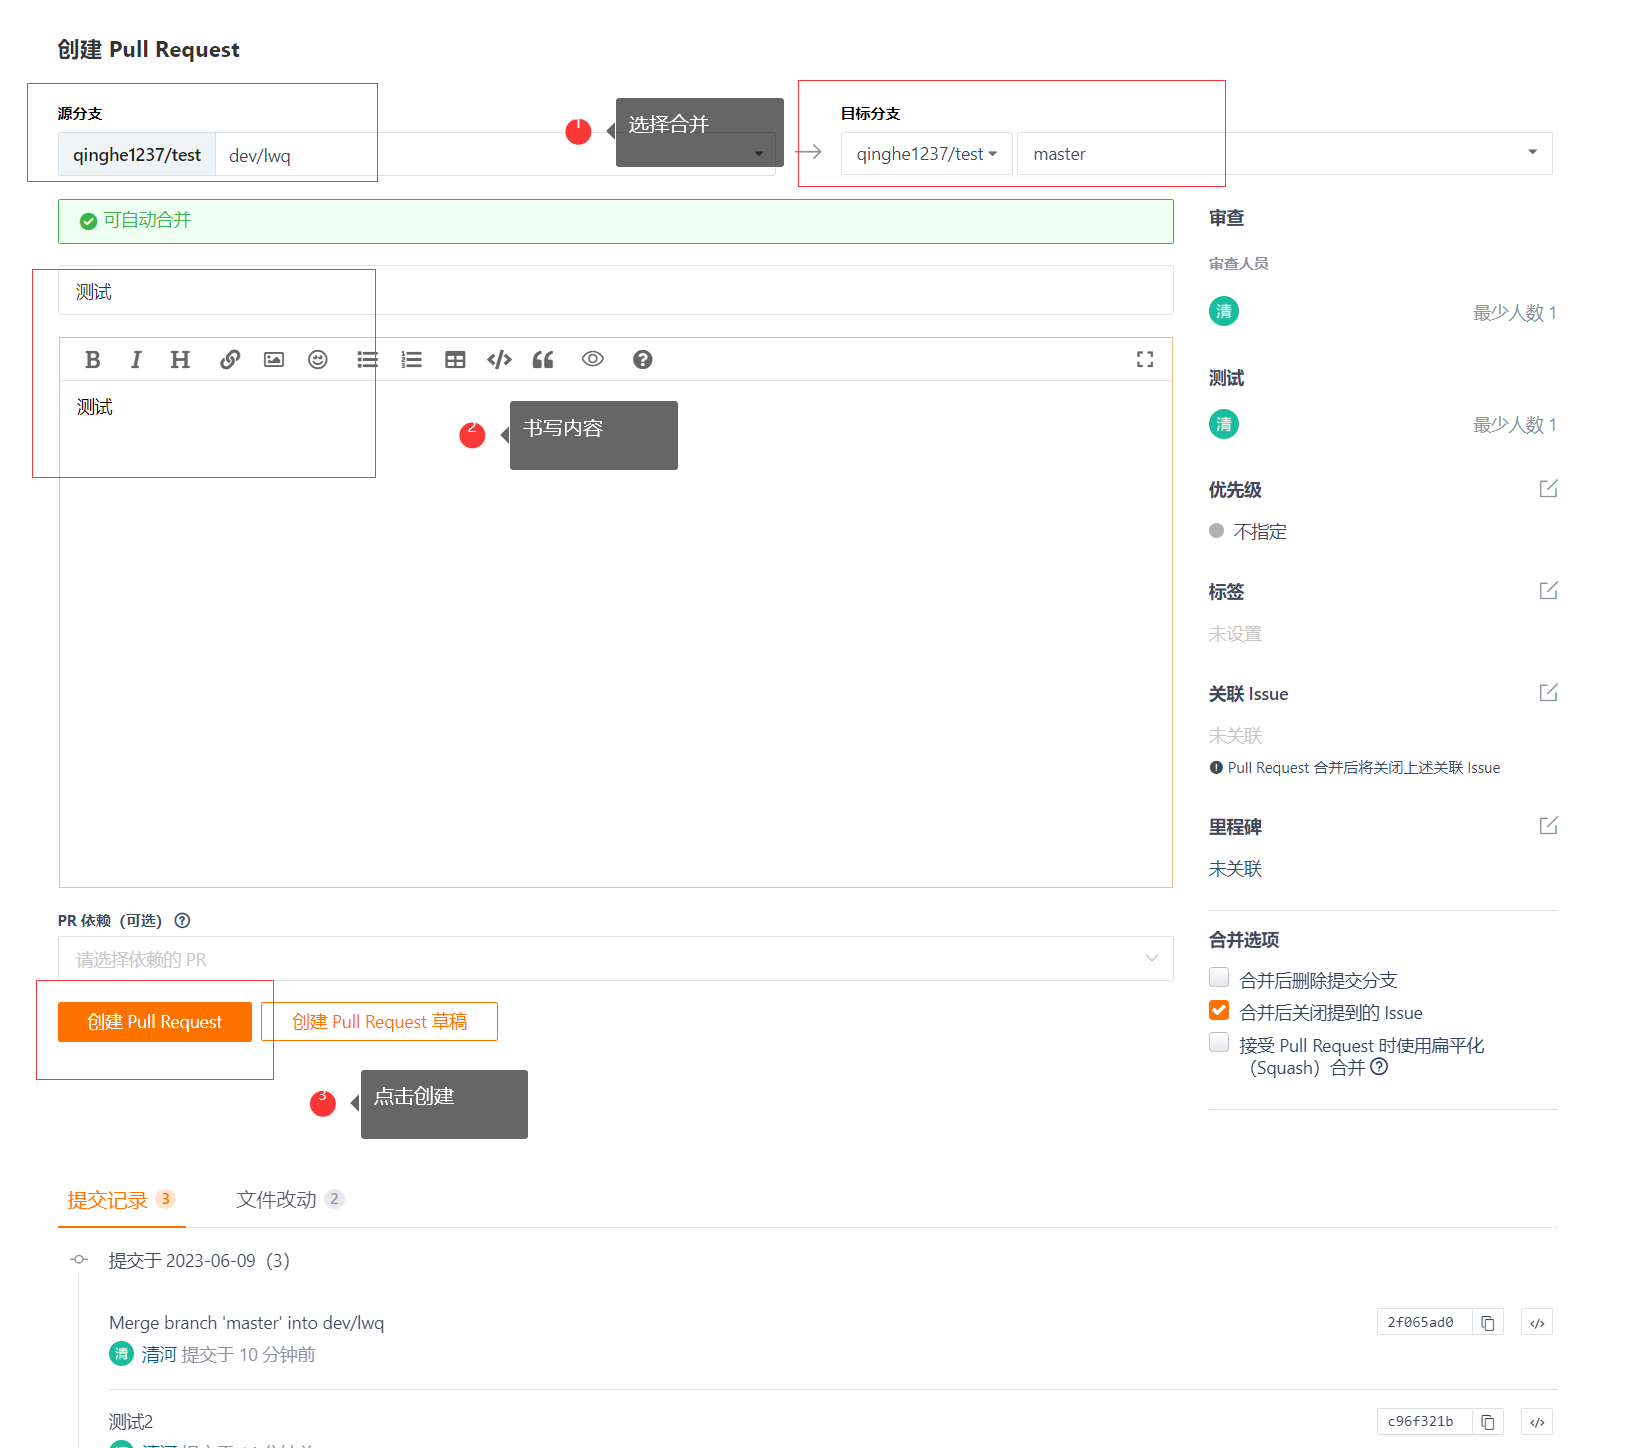 创建 Pull Request
源分支
qinghe1237/test
dev/lwq
1
选择合并
目标分支
qinghe1237/test
master
可自动合并
测试
测试
2
书写内容
审查
审查人员
清
最少人数 1
测试
清
最少人数 1
优先级
不指定
标签
未设置
关联 Issue
未关联
Pull Request 合并后将关闭上述关联 Issue
里程碑
未关联
PR 依赖（可选）
请选择依赖的 PR
创建 Pull Request
创建 Pull Request 草稿
3
点击创建
合并选项
合并后删除提交分支
合并后关闭提到的 Issue
接受 Pull Request 时使用扁平化
（Squash）合并
提交记录 3
文件改动 2
提交于 2023-06-09（3）
Merge branch 'master' into dev/lwq
2f065ad0
清 清河 提交于 10 分钟前
测试2
c96f321b